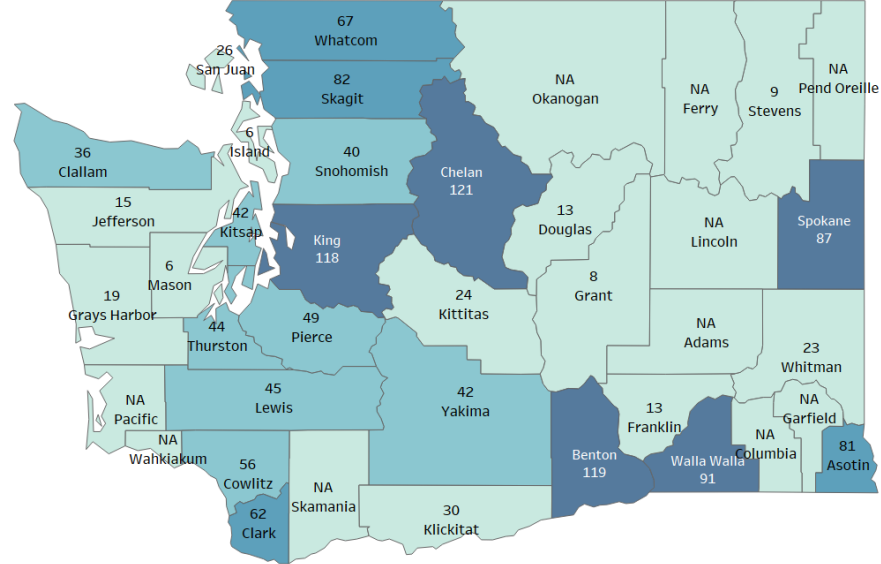 67
Whatcom
26
San Juan
82
Skagit
NA
Okanogan
NA
Ferry
9
Stevens
NA
Pend Oreille
36
Clallam
6
Island
40
Snohomish
Chelan
121
15
Jefferson
42
Kitsap
King
118
13
Douglas
NA
Lincoln
Spokane
87
6
Mason
19
Grays Harbor
24
Kittitas
8
Grant
44
Thurston
49
Pierce
NA
Adams
23
Whitman
NA
Pacific
45
Lewis
42
Yakima
13
Franklin
NA
Garfield
NA
Wahkiakum
Benton
119
Walla Walla
91
NA
Columbia
81
Asotin
56
Cowlitz
NA
Skamania
62
Clark
30
Klickitat